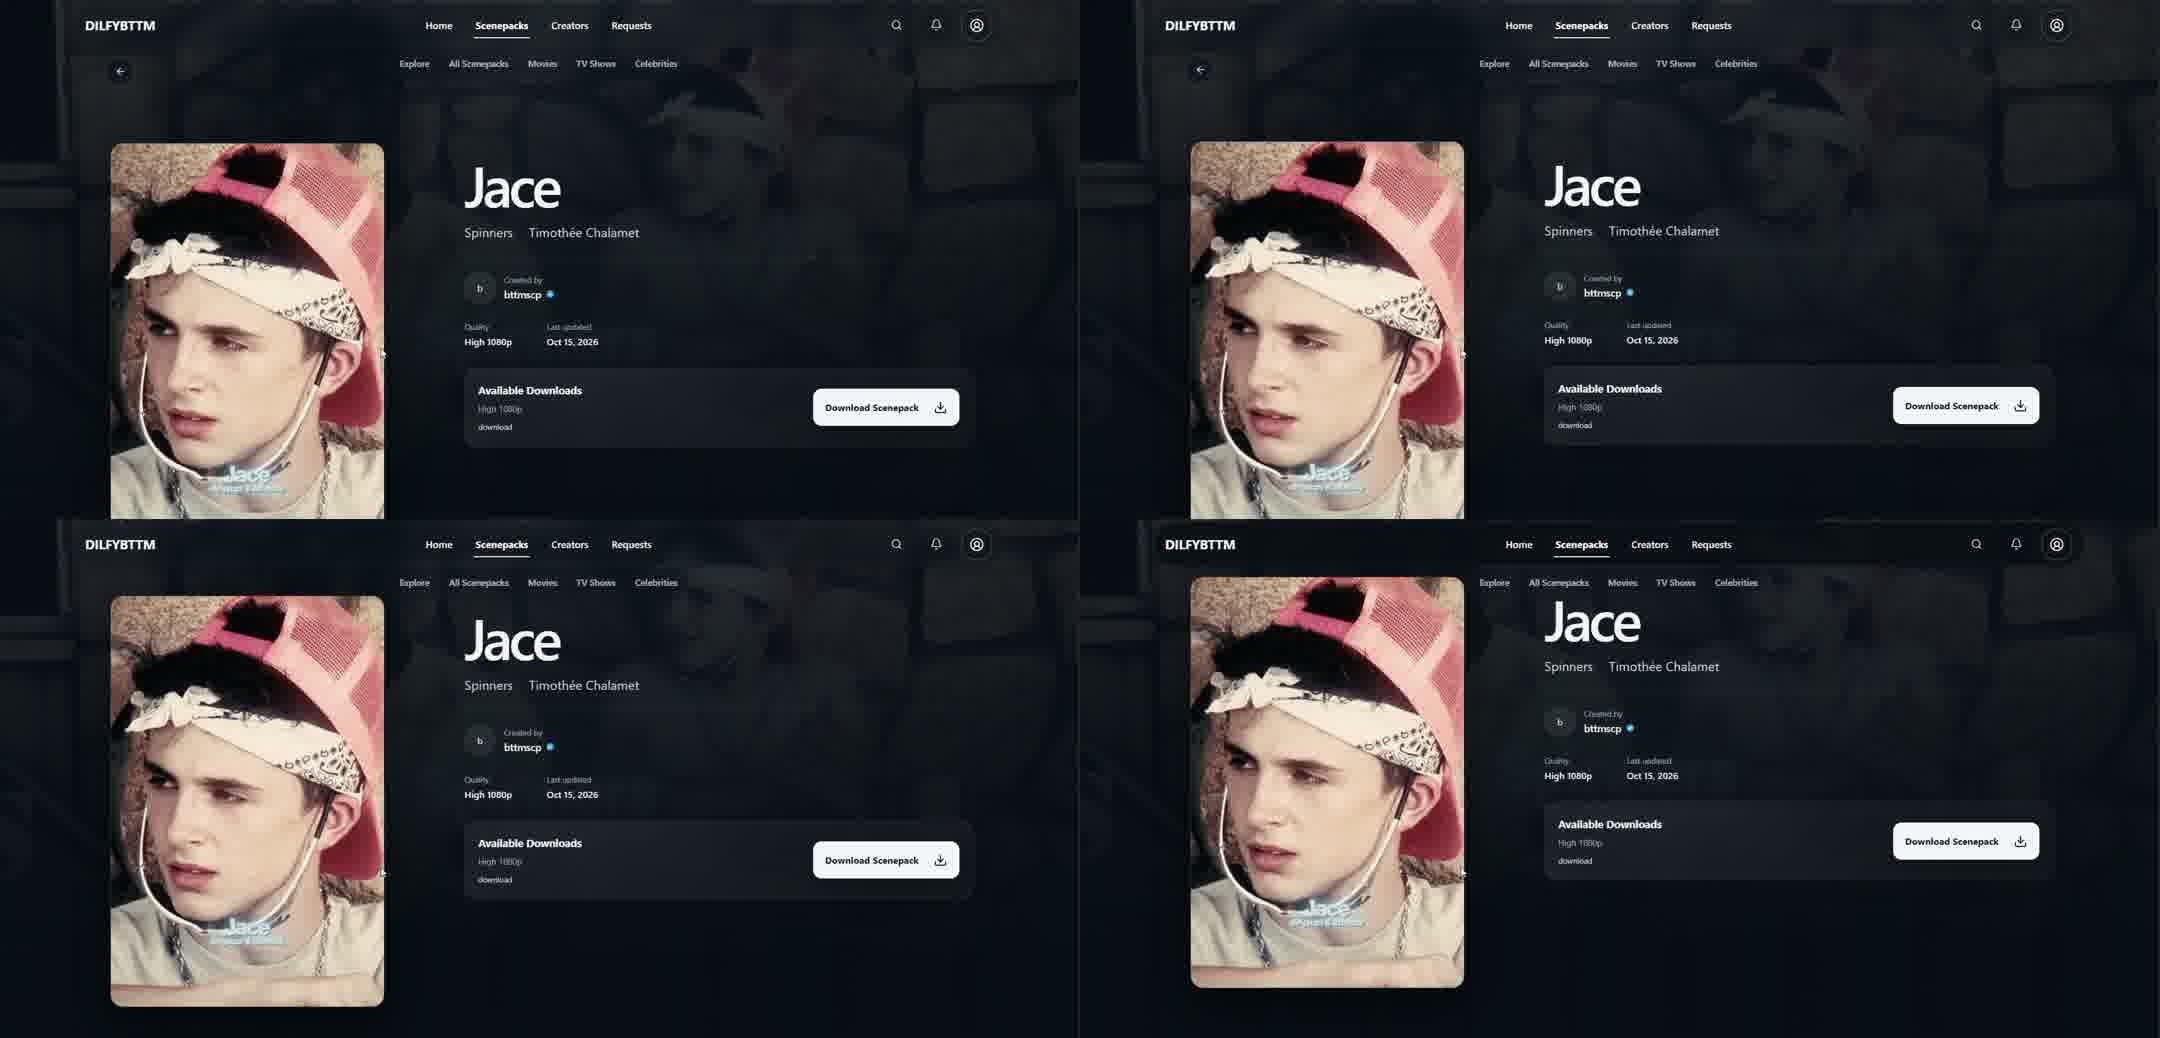 DILFYBTTM
Home Scenepacks Creators Requests
Explore All Scenepacks Movies TV Shows Celebrities
Jace
Spinners Timothée Chalamet
b
Created by
bttmscp
Quality Last updated
High 1080p Oct 15, 2026
Available Downloads
High 1080p
download
Download Scenepack
Jace
DILFYBTTM
Home Scenepacks Creators Requests
Explore All Scenepacks Movies TV Shows Celebrities
Jace
Spinners Timothée Chalamet
b
Created by
bttmscp
Quality Last updated
High 1080p Oct 15, 2026
Available Downloads
High 1080p
download
Download Scenepack
Jace
DILFYBTTM
Home Scenepacks Creators Requests
Explore All Scenepacks Movies TV Shows Celebrities
Jace
Spinners Timothée Chalamet
b
Created by
bttmscp
Quality Last updated
High 1080p Oct 15, 2026
Available Downloads
High 1080p
download
Download Scenepack
Jace
DILFYBTTM
Home Scenepacks Creators Requests
Explore All Scenepacks Movies TV Shows Celebrities
Jace
Spinners Timothée Chalamet
b
Created by
bttmscp
Quality Last updated
High 1080p Oct 15, 2026
Available Downloads
High 1080p
download
Download Scenepack
Jace